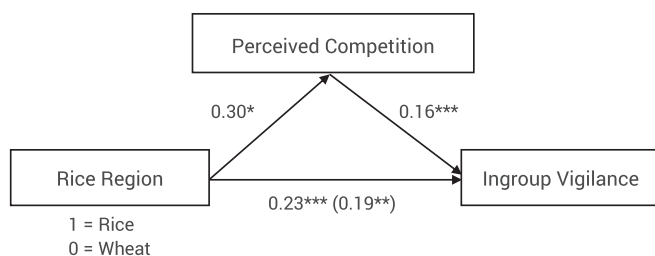 Perceived Competition
0.30*
0.16***
Rice Region
Ingroup Vigilance
0.23*** (0.19**)
1 = Rice
0 = Wheat